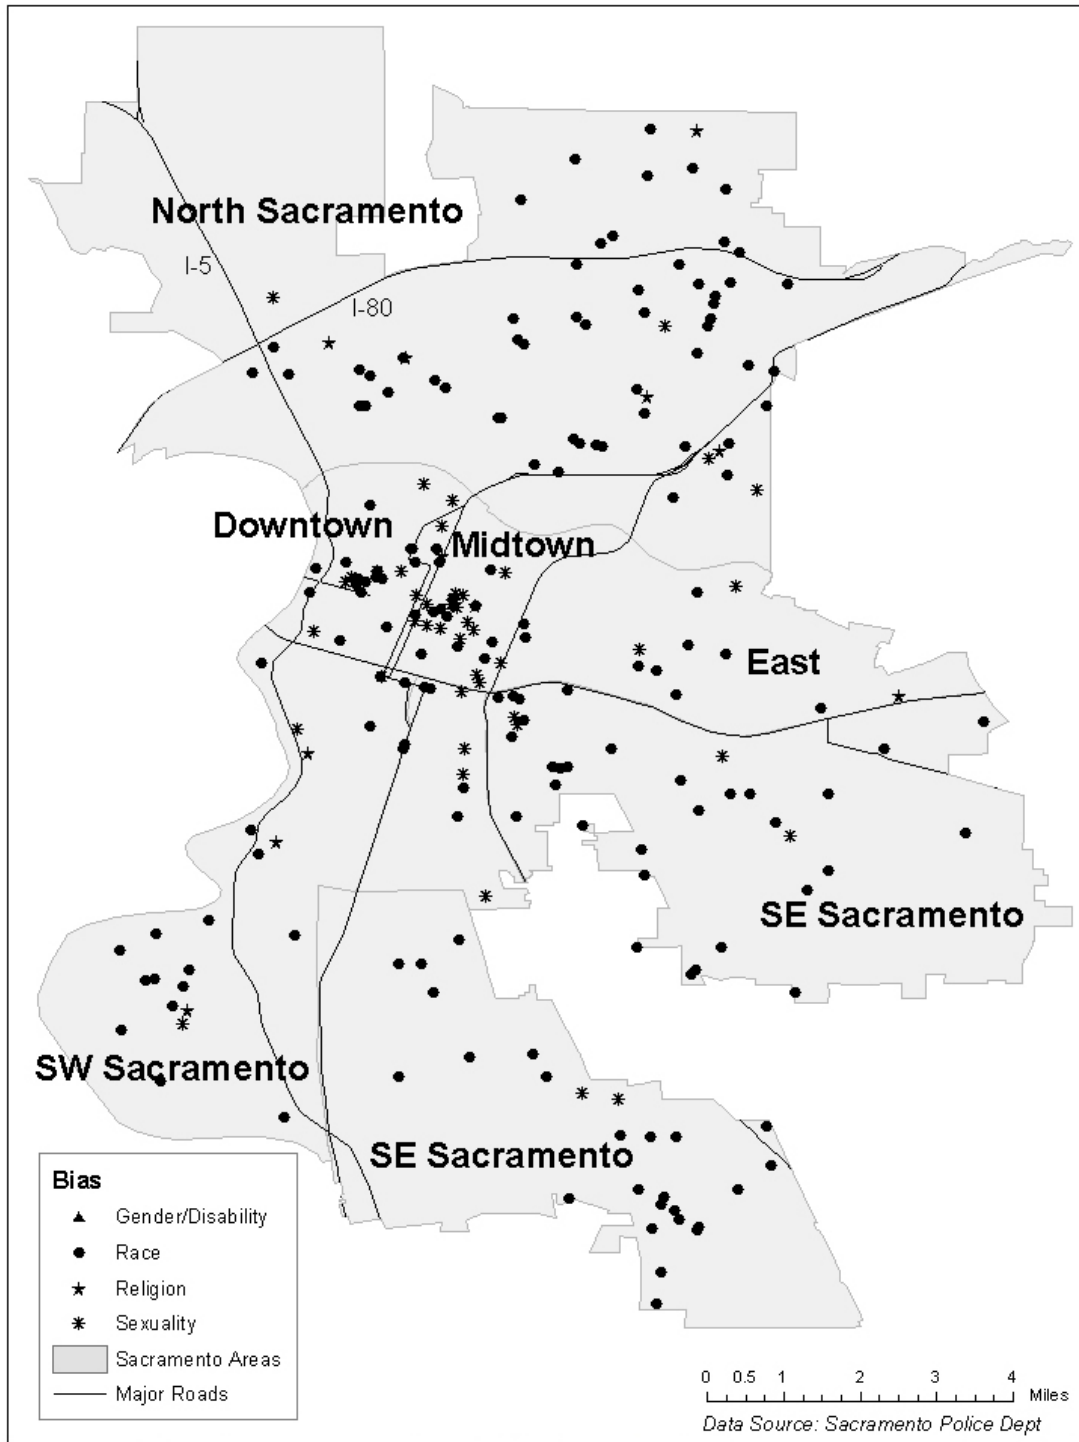 North Sacramento
I-5
I-80
Downtown
Midtown
East
SE Sacramento
SW Sacramento
SE Sacramento
Bias
Gender/Disability
Race
Religion
Sexuality
Sacramento Areas
Major Roads
0 0.5 1 2 3 4
Miles
Data Source: Sacramento Police Dept